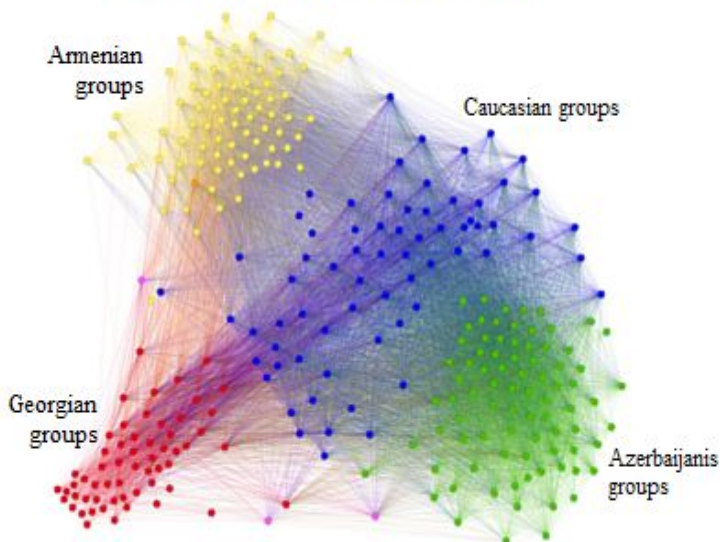 Armenian
groups
Caucasian groups
Georgian
groups
Azerbaijanis
groups